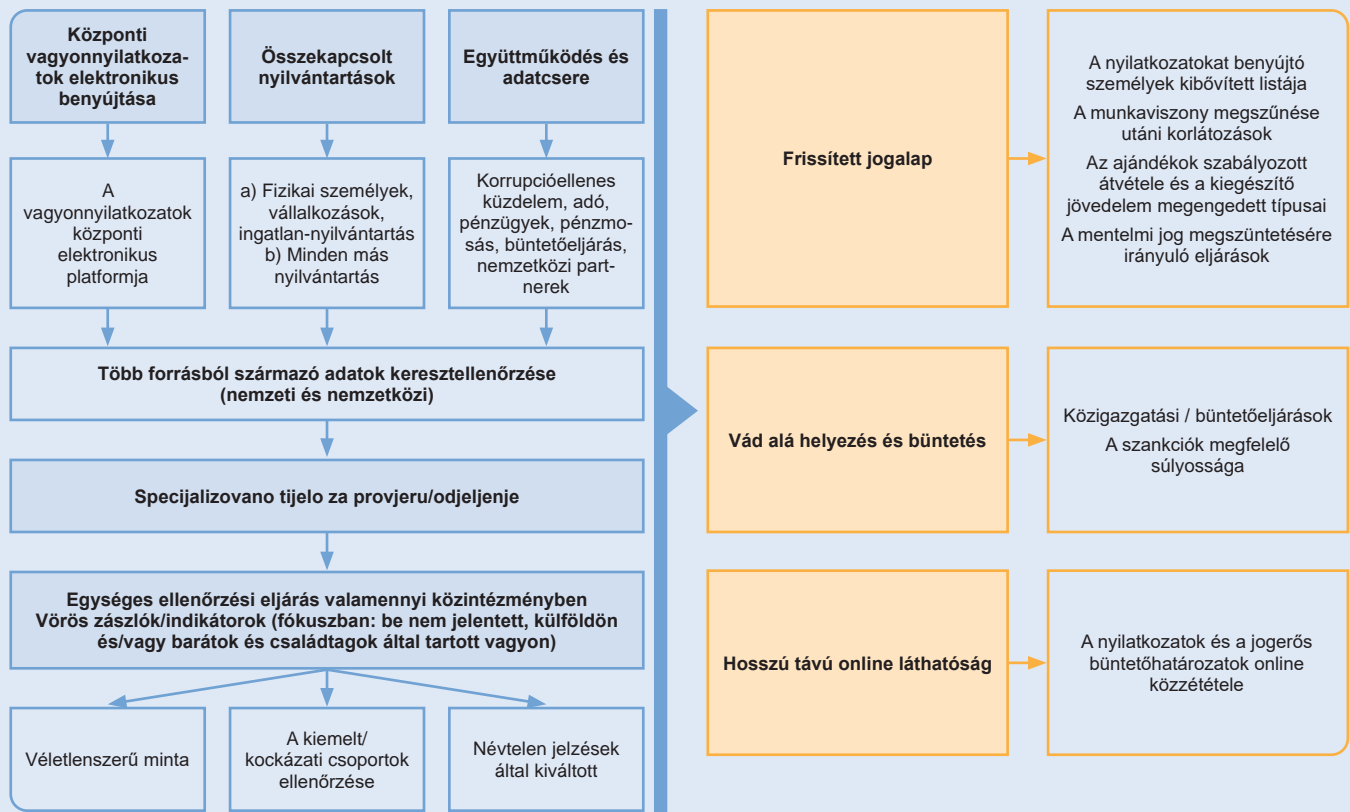 Központi
vagyonnyilatkoza-
tok elektronikus
benyújtása
Összekapcsolt
nyilvántartások
Együttműködés és
adatcsere
A
vagyonnyilatkozatok
központi
elektronikus
platformja
a) Fizikai személyek,
vállalkozások,
ingatlan-nyilvántartás
b) Minden más
nyilvántartás
Korrupcióellenes
küzdelem, adó,
pénzügyek, pénzmo-
sás, büntetőeljárás,
nemzetközi part-
nerek
Több forrásból származó adatok keresztellenőrzése
(nemzeti és nemzetközi)
Specijalizovano tijelo za provjeru/odjeljenje
Egységes ellenőrzési eljárás valamennyi közintézményben
Vörös zászlók/indikátorok (fókuszban: be nem jelentett, külföldön
és/vagy barátok és családtagok által tartott vagyon)
Véletlenszerű minta
A kiemelt/
kockázati csoportok
ellenőrzése
Névtelen jelzések
által kiváltott
Frissített jogalap
A nyilatkozatokat benyújtó
személyek kibővített listája
A munkaviszony megszűnése
utáni korlátozások
Az ajándékok szabályozott
átvétele és a kiegészítő
jövedelem megengedett típusai
A mentelmi jog megszüntetésére
irányuló eljárások
Vád alá helyezés és büntetés
Közigazgatási / büntetőeljárások
A szankciók megfelelő
súlyossága
Hosszú távú online láthatóság
A nyilatkozatok és a jogerős
büntetőhatározatok online
közzététele